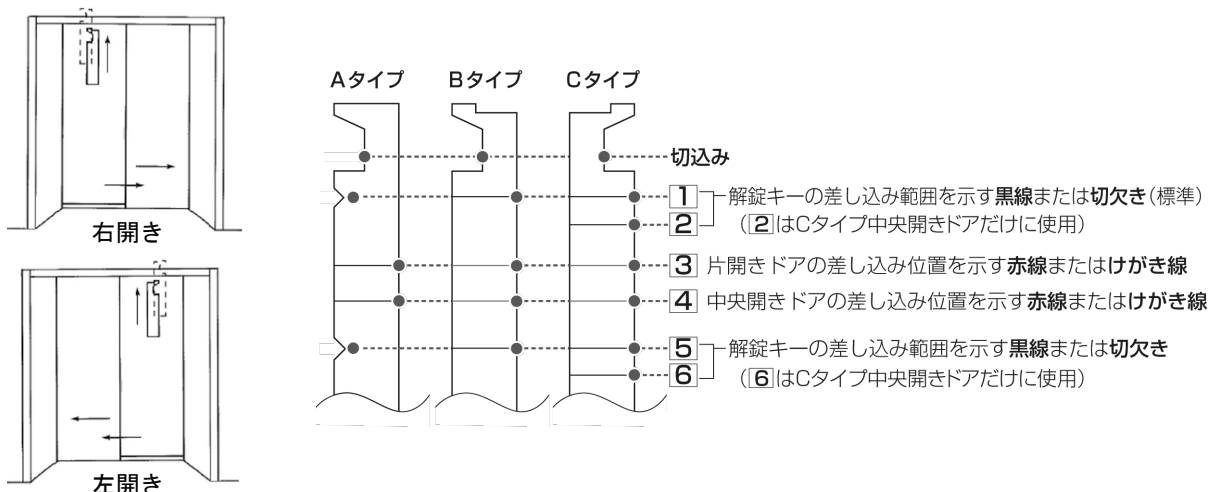 右開き
左開き
Aタイプ Bタイプ Cタイプ
切込み
1 解錠キーの差し込み範囲を示す黒線または切欠き(標準)
2 (2はCタイプ中央開きドアだけに使用)
3 片開きドアの差し込み位置を示す赤線またはけがき線
4 中央開きドアの差し込み位置を示す赤線またはけがき線
5 解錠キーの差し込み範囲を示す黒線または切欠き
6 (6はCタイプ中央開きドアだけに使用)